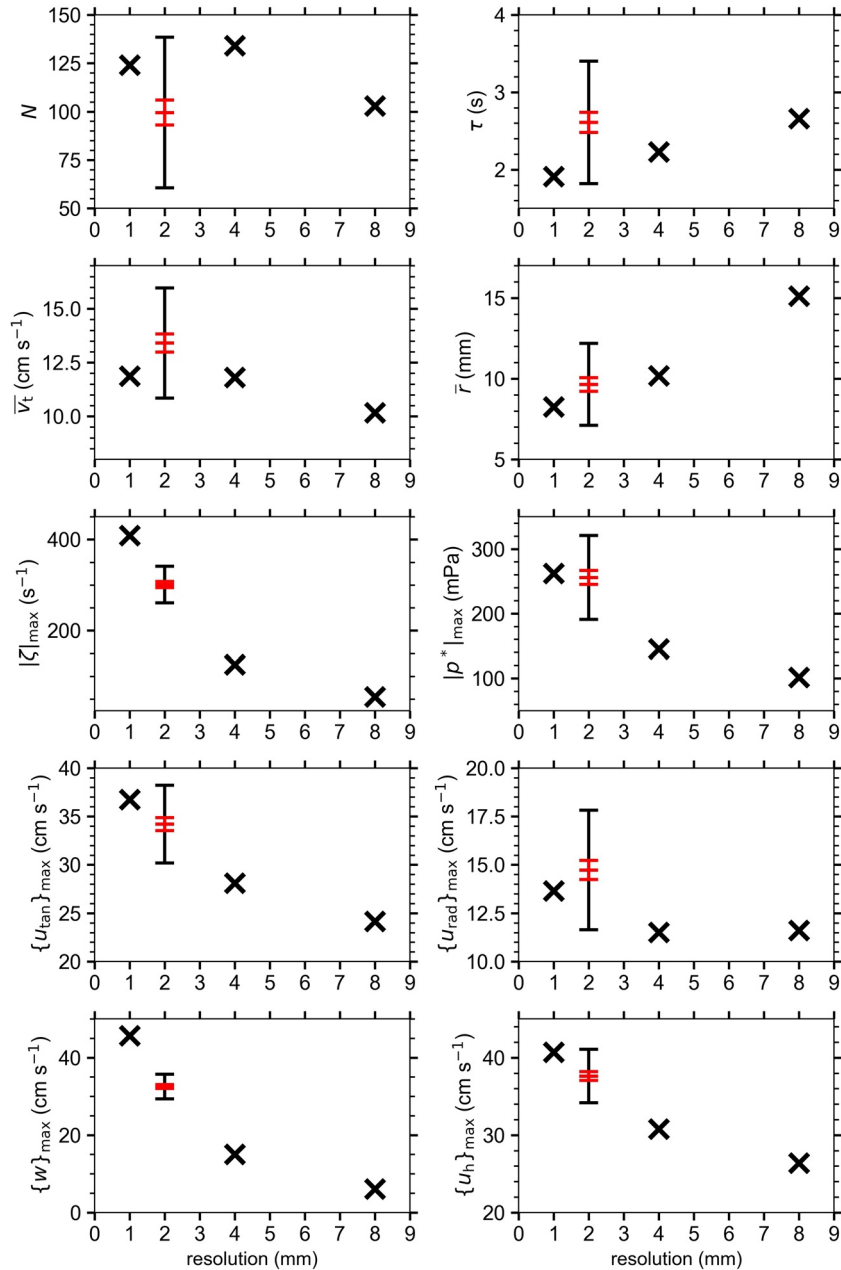 150
125
100
75
50
N
0 1 2 3 4 5 6 7 8 9
4
3
2
τ (s)
0 1 2 3 4 5 6 7 8 9
15.0
12.5
10.0
v̅ₜ (cm s⁻¹)
0 1 2 3 4 5 6 7 8 9
15
10
5
r̄ (mm)
0 1 2 3 4 5 6 7 8 9
400
200
|ζ|max (s⁻¹)
0 1 2 3 4 5 6 7 8 9
300
200
100
|p*|max (mPa)
0 1 2 3 4 5 6 7 8 9
40
35
30
25
20
{utan}max (cm s⁻¹)
0 1 2 3 4 5 6 7 8 9
20.0
17.5
15.0
12.5
10.0
{urad}max (cm s⁻¹)
0 1 2 3 4 5 6 7 8 9
40
20
0
{w}max (cm s⁻¹)
0 1 2 3 4 5 6 7 8 9
resolution (mm)
40
30
20
{uh}max (cm s⁻¹)
0 1 2 3 4 5 6 7 8 9
resolution (mm)